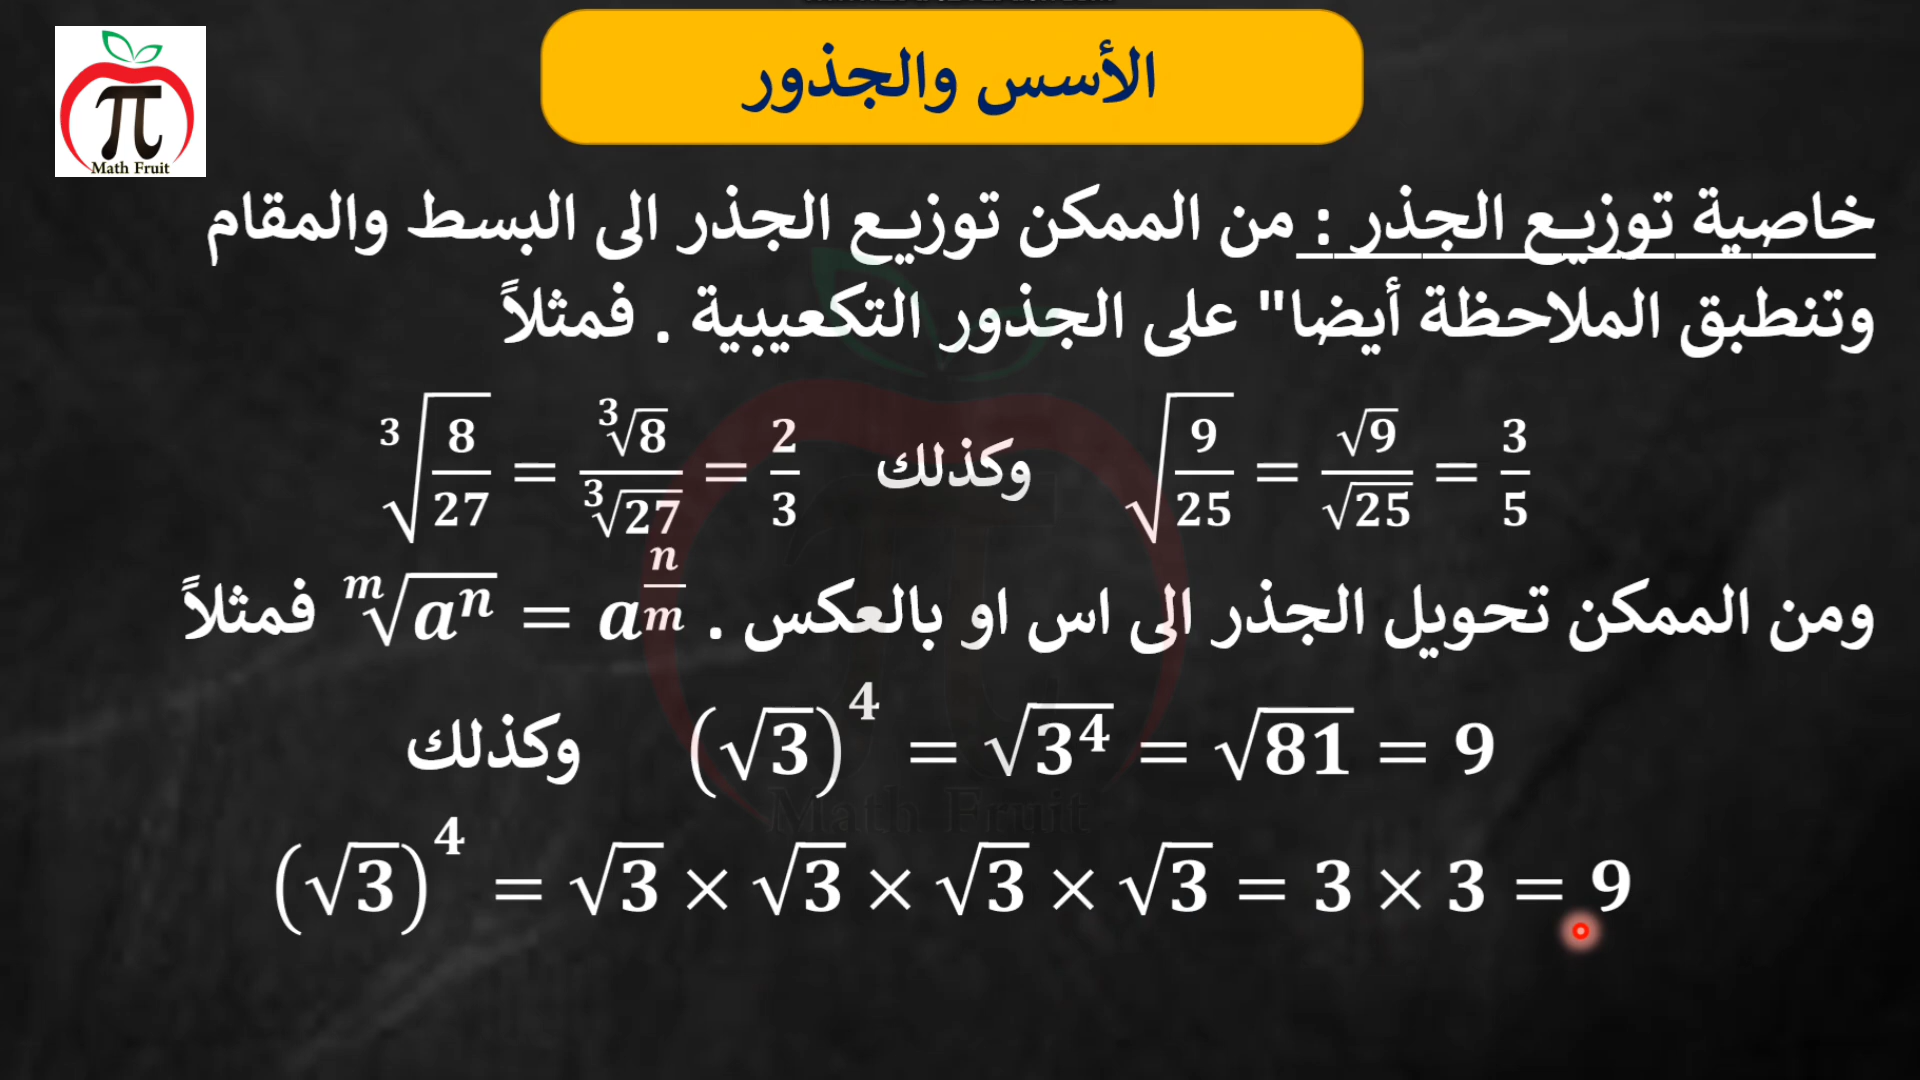 الأسس والجذور
π
Math Fruit
خاصية توزيع الجذر : من الممكن توزيع الجذر الى البسط والمقام
وتنطبق الملاحظة أيضا" على الجذور التكعيبية . فمثلاً
√(9/25) = √9/√25 = 3/5 وكذلك ∛(8/27) = ∛8/∛27 = 2/3
ومن الممكن تحويل الجذر الى اس او بالعكس . ᵐ√(aⁿ) = a^(n/m) فمثلاً
(√3)⁴ = √3⁴ = √81 = 9 وكذلك
(√3)⁴ = √3 × √3 × √3 × √3 = 3 × 3 = 9
Math Fruit